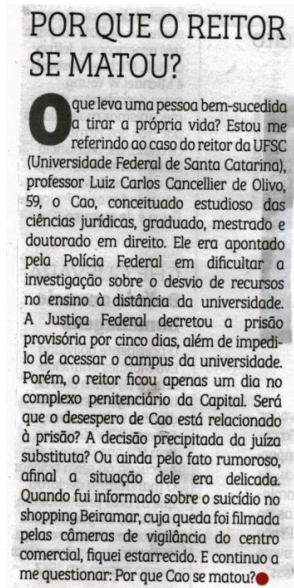 POR QUE O REITOR
SE MATOU?
O que leva uma pessoa bem-sucedida
a tirar a própria vida? Estou me
referindo ao caso do reitor da UFSC
(Universidade Federal de Santa Catarina),
professor Luiz Carlos Cancellier de Olivo,
59, o Cao, conceituado estudioso das
ciências jurídicas, graduado, mestrado e
doutorado em direito. Ele era apontado
pela Polícia Federal em dificultar a
investigação sobre o desvio de recursos
no ensino à distância da universidade.
A Justiça Federal decretou a prisão
provisória por cinco dias, além de impedi-
lo de acessar o campus da universidade.
Porém, o reitor ficou apenas um dia no
complexo penitenciário da Capital. Será
que o desespero de Cao está relacionado
à prisão? A decisão precipitada da juíza
substituta? Ou ainda pelo fato rumoroso,
afinal a situação dele era delicada.
Quando fui informado sobre o suicídio no
shopping Beiramar, cuja queda foi filmada
pelas câmeras de vigilância do centro
comercial, fiquei estarrecido. E continuo a
me questionar: Por que Cao se matou?